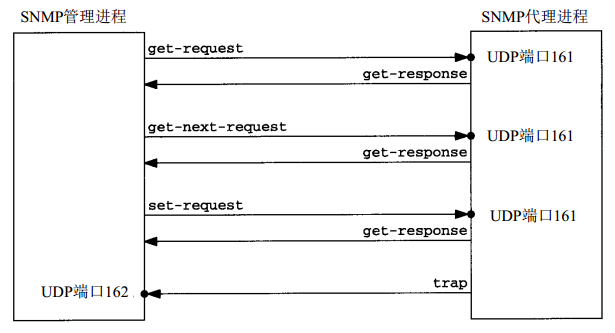 SNMP管理进程
SNMP代理进程
get-request
UDP端口161
get-response
get-next-request
UDP端口161
get-response
set-request
UDP端口161
get-response
trap
UDP端口162